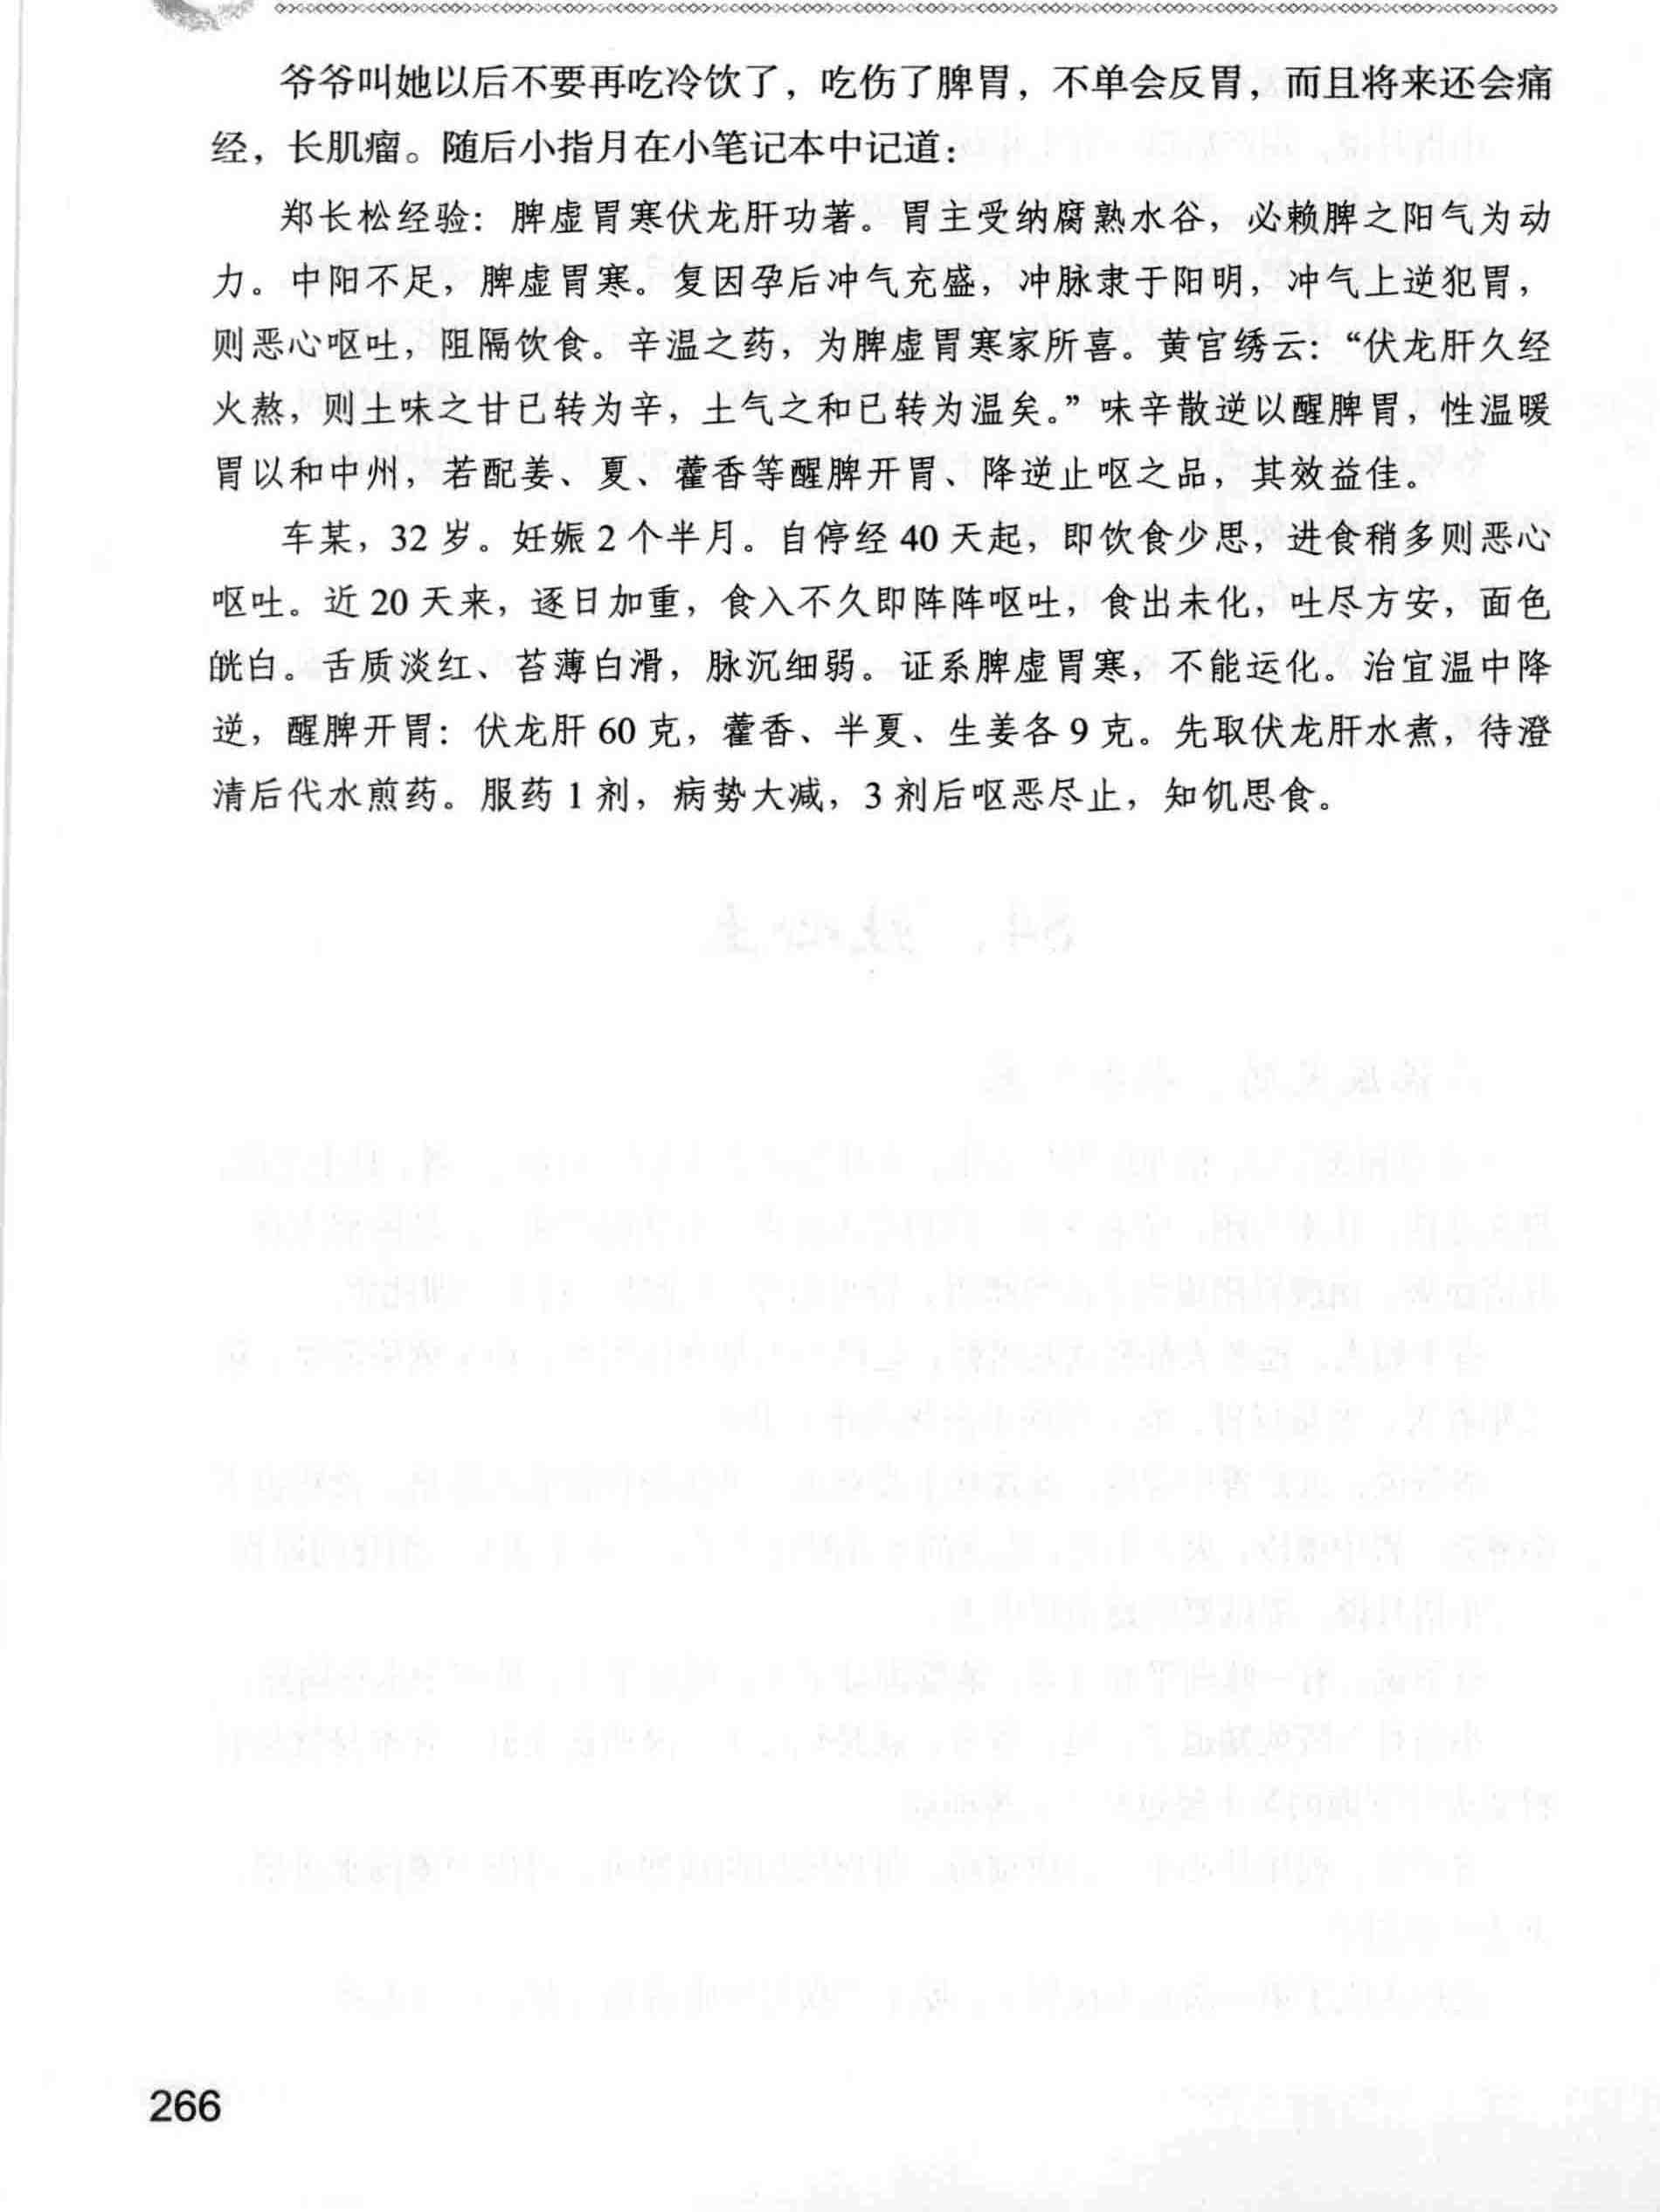 爷爷叫她以后不要再吃冷饮了，吃伤了脾胃，不单会反胃，而且将来还会痛
经，长肌瘤。随后小指月在小笔记本中记道：
郑长松经验：脾虚胃寒伏龙肝功著。胃主受纳腐熟水谷，必赖脾之阳气为动
力。中阳不足，脾虚胃寒。复因孕后冲气充盛，冲脉隶于阳明，冲气上逆犯胃，
则恶心呕吐，阻隔饮食。辛温之药，为脾虚胃寒家所喜。黄宫绣云：“伏龙肝久经
火熬，则土味之甘已转为辛，土气之和已转为温矣。”味辛散逆以醒脾胃，性温暖
胃以和中州，若配姜、夏、藿香等醒脾开胃、降逆止呕之品，其效益佳。
车某，32 岁。妊娠 2 个半月。自停经 40 天起，即饮食少思，进食稍多则恶心
呕吐。近 20 天来，逐日加重，食入不久即阵阵呕吐，食出未化，吐尽方安，面色
㿠白。舌质淡红、苔薄白滑，脉沉细弱。证系脾虚胃寒，不能运化。治宜温中降
逆，醒脾开胃：伏龙肝 60 克，藿香、半夏、生姜各 9 克。先取伏龙肝水煮，待澄
清后代水煎药。服药 1 剂，病势大减，3 剂后呕恶尽止，知饥思食。
266